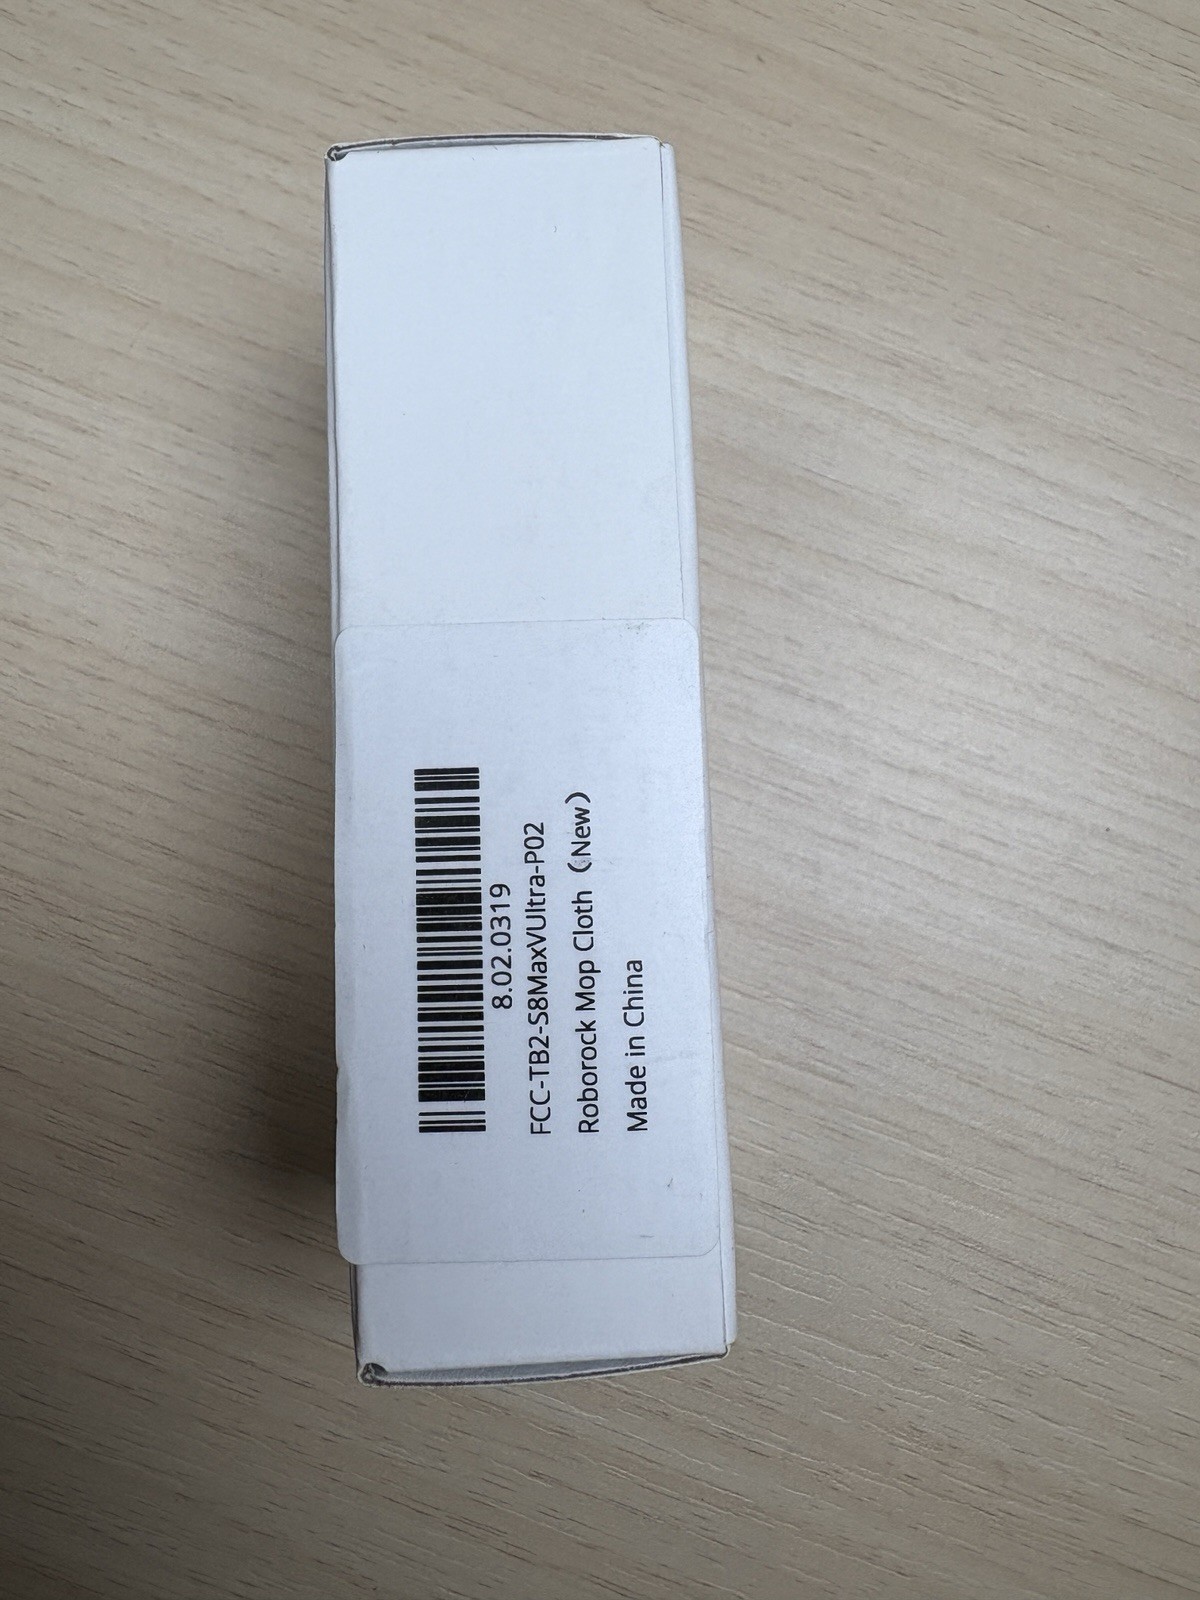 8.02.0319
FCC-TB2-S8MaxVUltra-P02
Roborock Mop Cloth（New）
Made in China